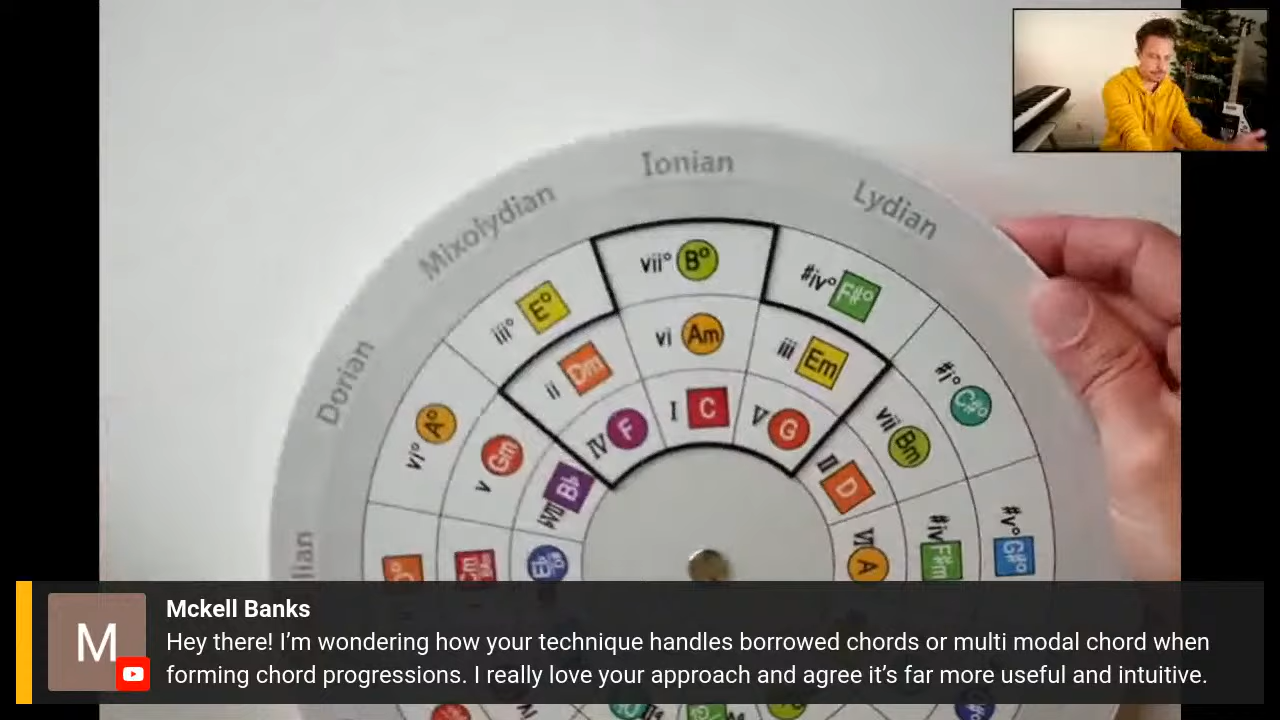 Ionian
Mixolydian
Lydian
Dorian
vii° B°
iii° E°
#iv° F#°
vi Am
ii Dm
iii Em
#i° C#°
I C
IV F
V G
vi° A°
v Gm
vii Bm
bVII Bb
II D
#v° G#°
#iv F#m
VI A
lian
M
Mckell Banks
Hey there! I’m wondering how your technique handles borrowed chords or multi modal chord when
forming chord progressions. I really love your approach and agree it’s far more useful and intuitive.